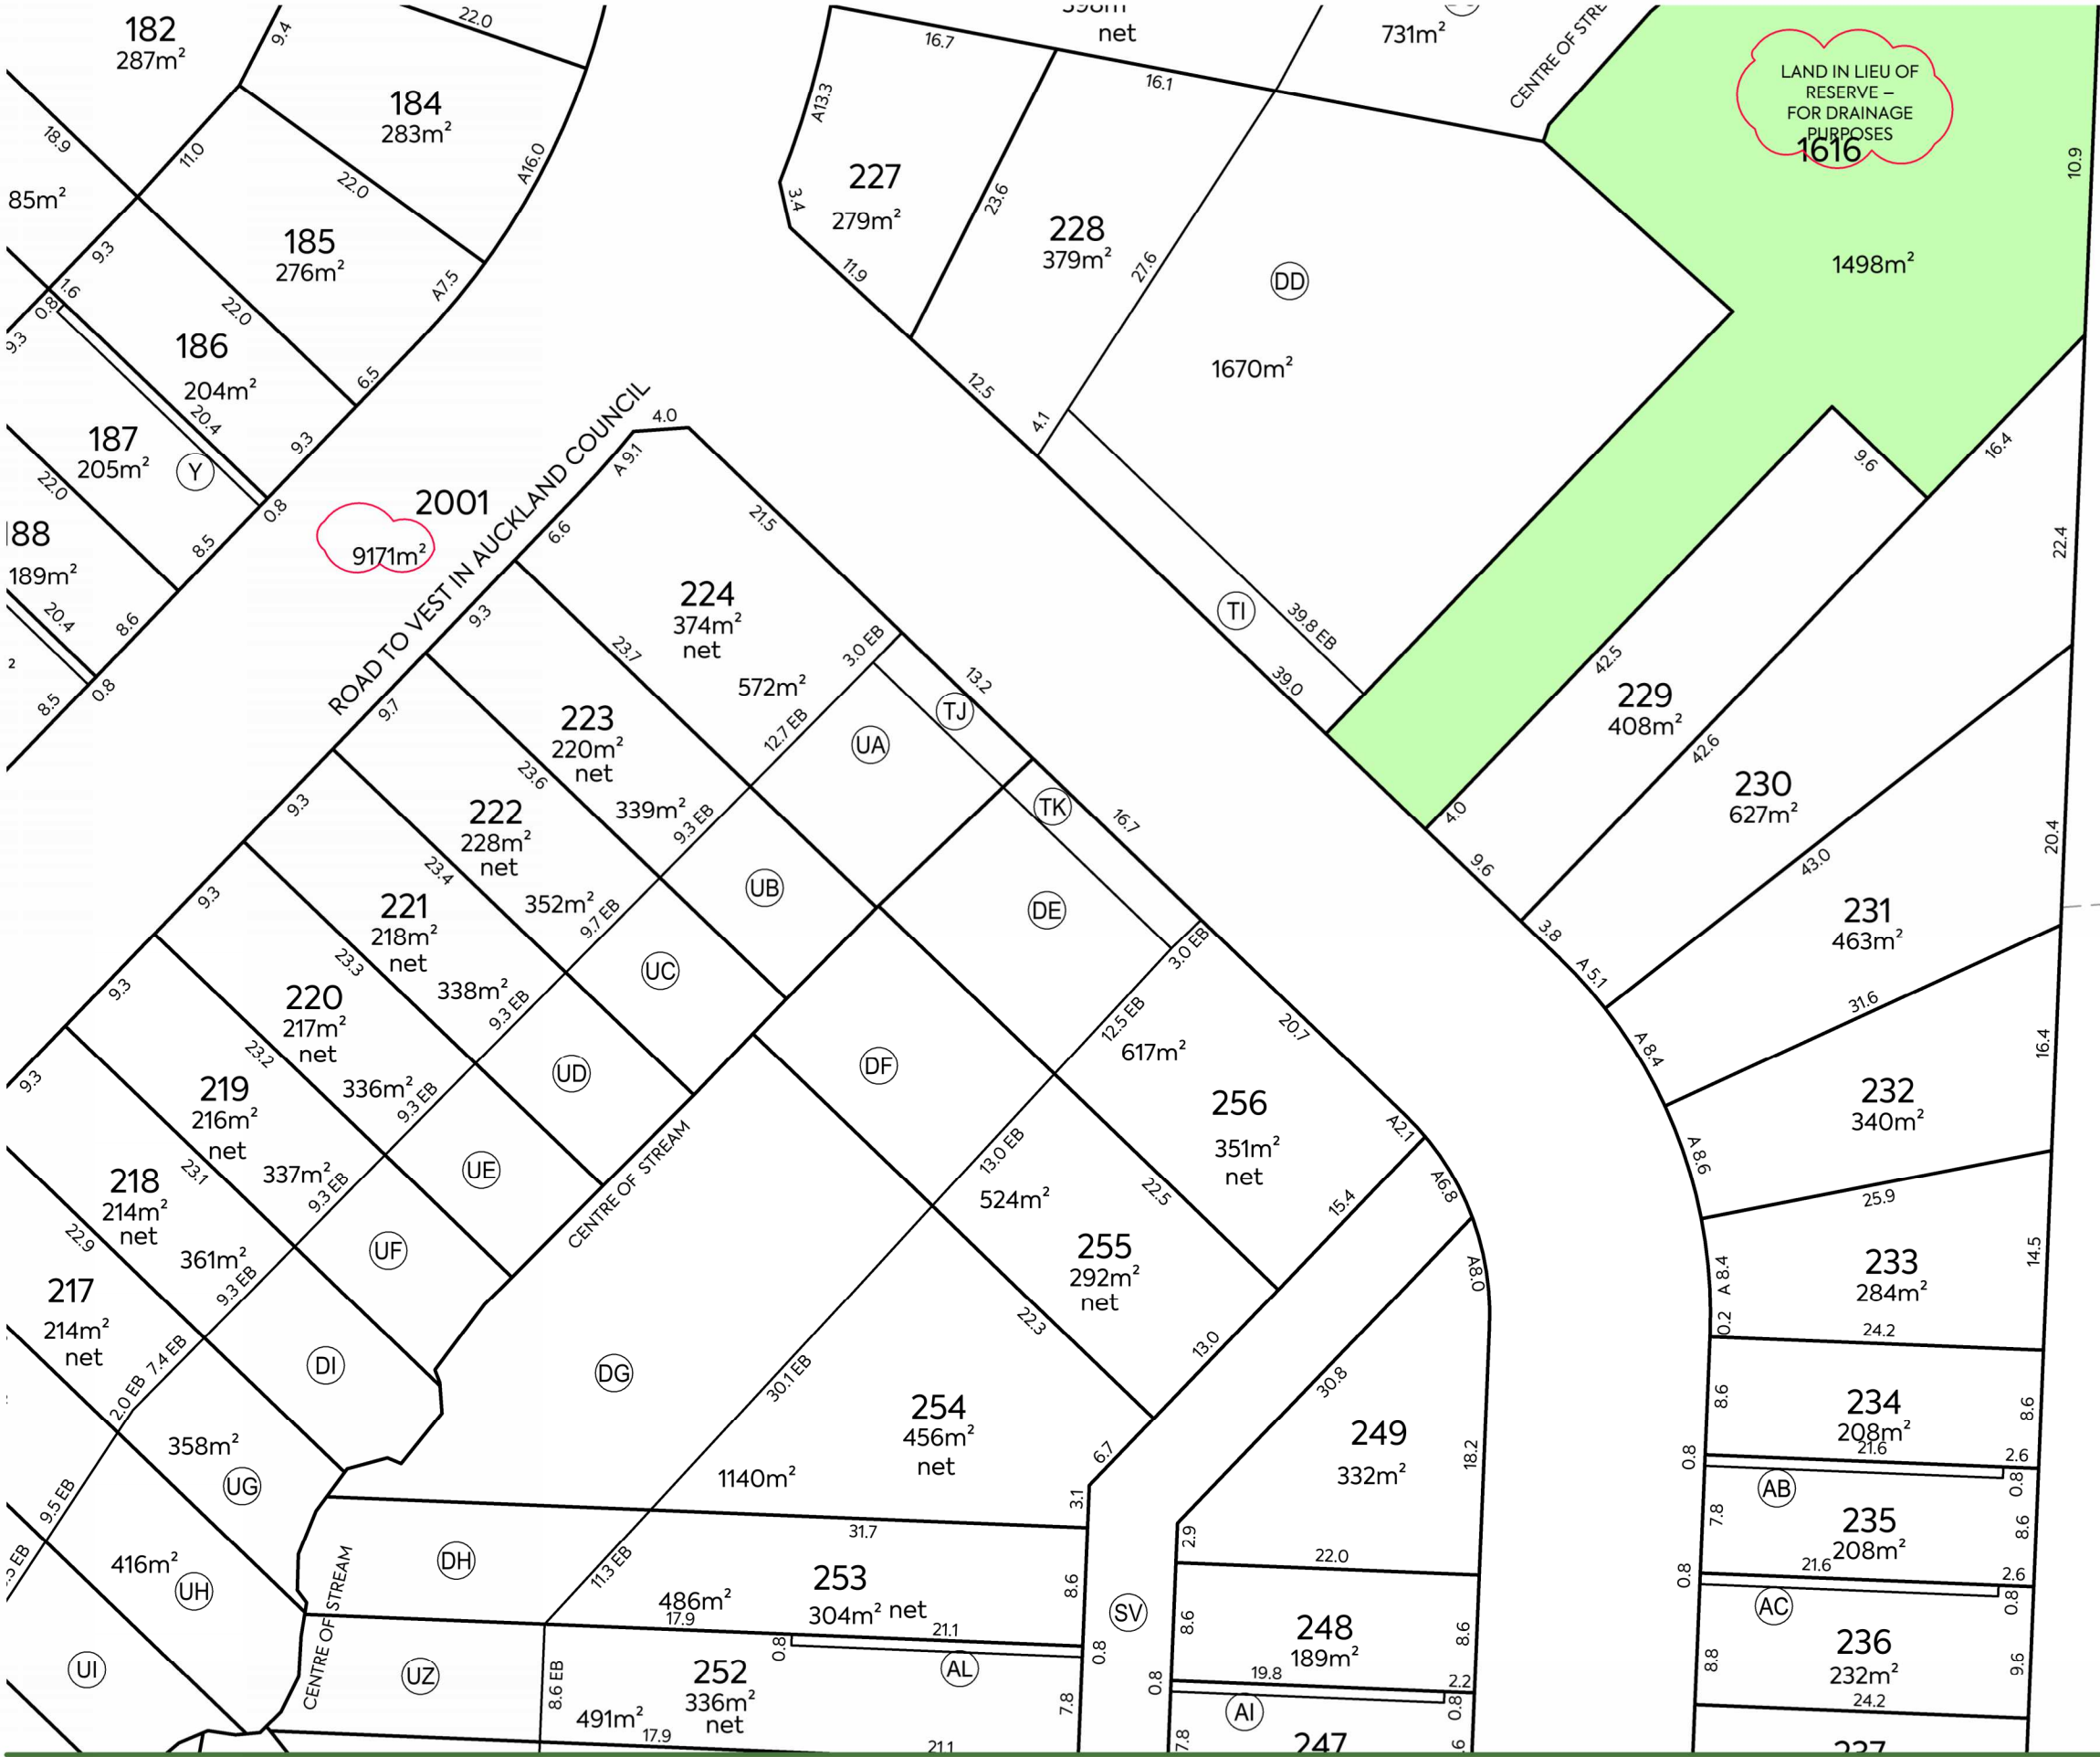 182
287m²
9.4
22.0
184
283m²
18.9
11.0
22.0
A16.0
85m²
185
276m²
9.3
A7.5
1.6
0.8
9.3
22.0
186
204m²
20.4
6.5
9.3
187
205m²
Y
22.0
0.8
8.5
188
189m²
20.4
8.6
0.8
8.5
2001
9171m²
ROAD TO VEST IN AUCKLAND COUNCIL
net
16.7
16.1
A13.3
227
279m²
3.4
11.9
23.6
228
379m²
27.6
12.5
4.1
731m²
DD
1670m²
TI
39.8 EB
39.0
LAND IN LIEU OF
RESERVE –
FOR DRAINAGE
PURPOSES
1616
1498m²
10.9
9.6
16.4
22.4
42.5
229
408m²
4.0
42.6
230
627m²
9.6
43.0
20.4
3.8
A 5.1
231
463m²
31.6
A 8.4
16.4
232
340m²
A 8.6
25.9
A 8.4
0.2
233
284m²
14.5
24.2
8.6
234
208m²
21.6
8.6
2.6
0.8
0.8
AB
7.8
235
208m²
21.6
8.6
2.6
0.8
0.8
AC
8.8
236
232m²
9.6
24.2
237
4.0
A 9.1
6.6
21.5
224
374m²
net
572m²
3.0 EB
12.7 EB
13.2
TJ
UA
9.3
23.7
223
220m²
net
339m²
9.3 EB
UB
9.7
23.6
222
228m²
net
352m²
9.7 EB
UC
9.3
23.4
221
218m²
net
338m²
9.3 EB
UD
9.3
23.3
220
217m²
net
336m²
9.3 EB
UE
9.3
23.2
219
216m²
net
337m²
9.3 EB
UF
9.3
23.1
218
214m²
net
361m²
9.3 EB
DI
22.9
217
214m²
net
7.4 EB
2.0 EB
358m²
UG
9.5 EB
416m²
UH
UI
CENTRE OF STREAM
CENTRE OF STREAM
TK
16.7
DE
3.0 EB
12.5 EB
617m²
20.7
256
351m²
net
A2.1
15.4
DF
13.0 EB
524m²
22.5
255
292m²
net
13.0
22.3
DG
30.1 EB
254
456m²
net
1140m²
6.7
3.1
31.7
DH
11.3 EB
486m²
253
304m² net
17.9
21.1
8.6
0.8
0.8
AL
UZ
8.6 EB
252
336m²
net
491m²
17.9
21.1
7.8
SV
A6.8
A8.0
30.8
249
332m²
18.2
2.9
22.0
8.6
248
189m²
8.6
19.8
2.2
0.8
0.8
AI
7.8
247